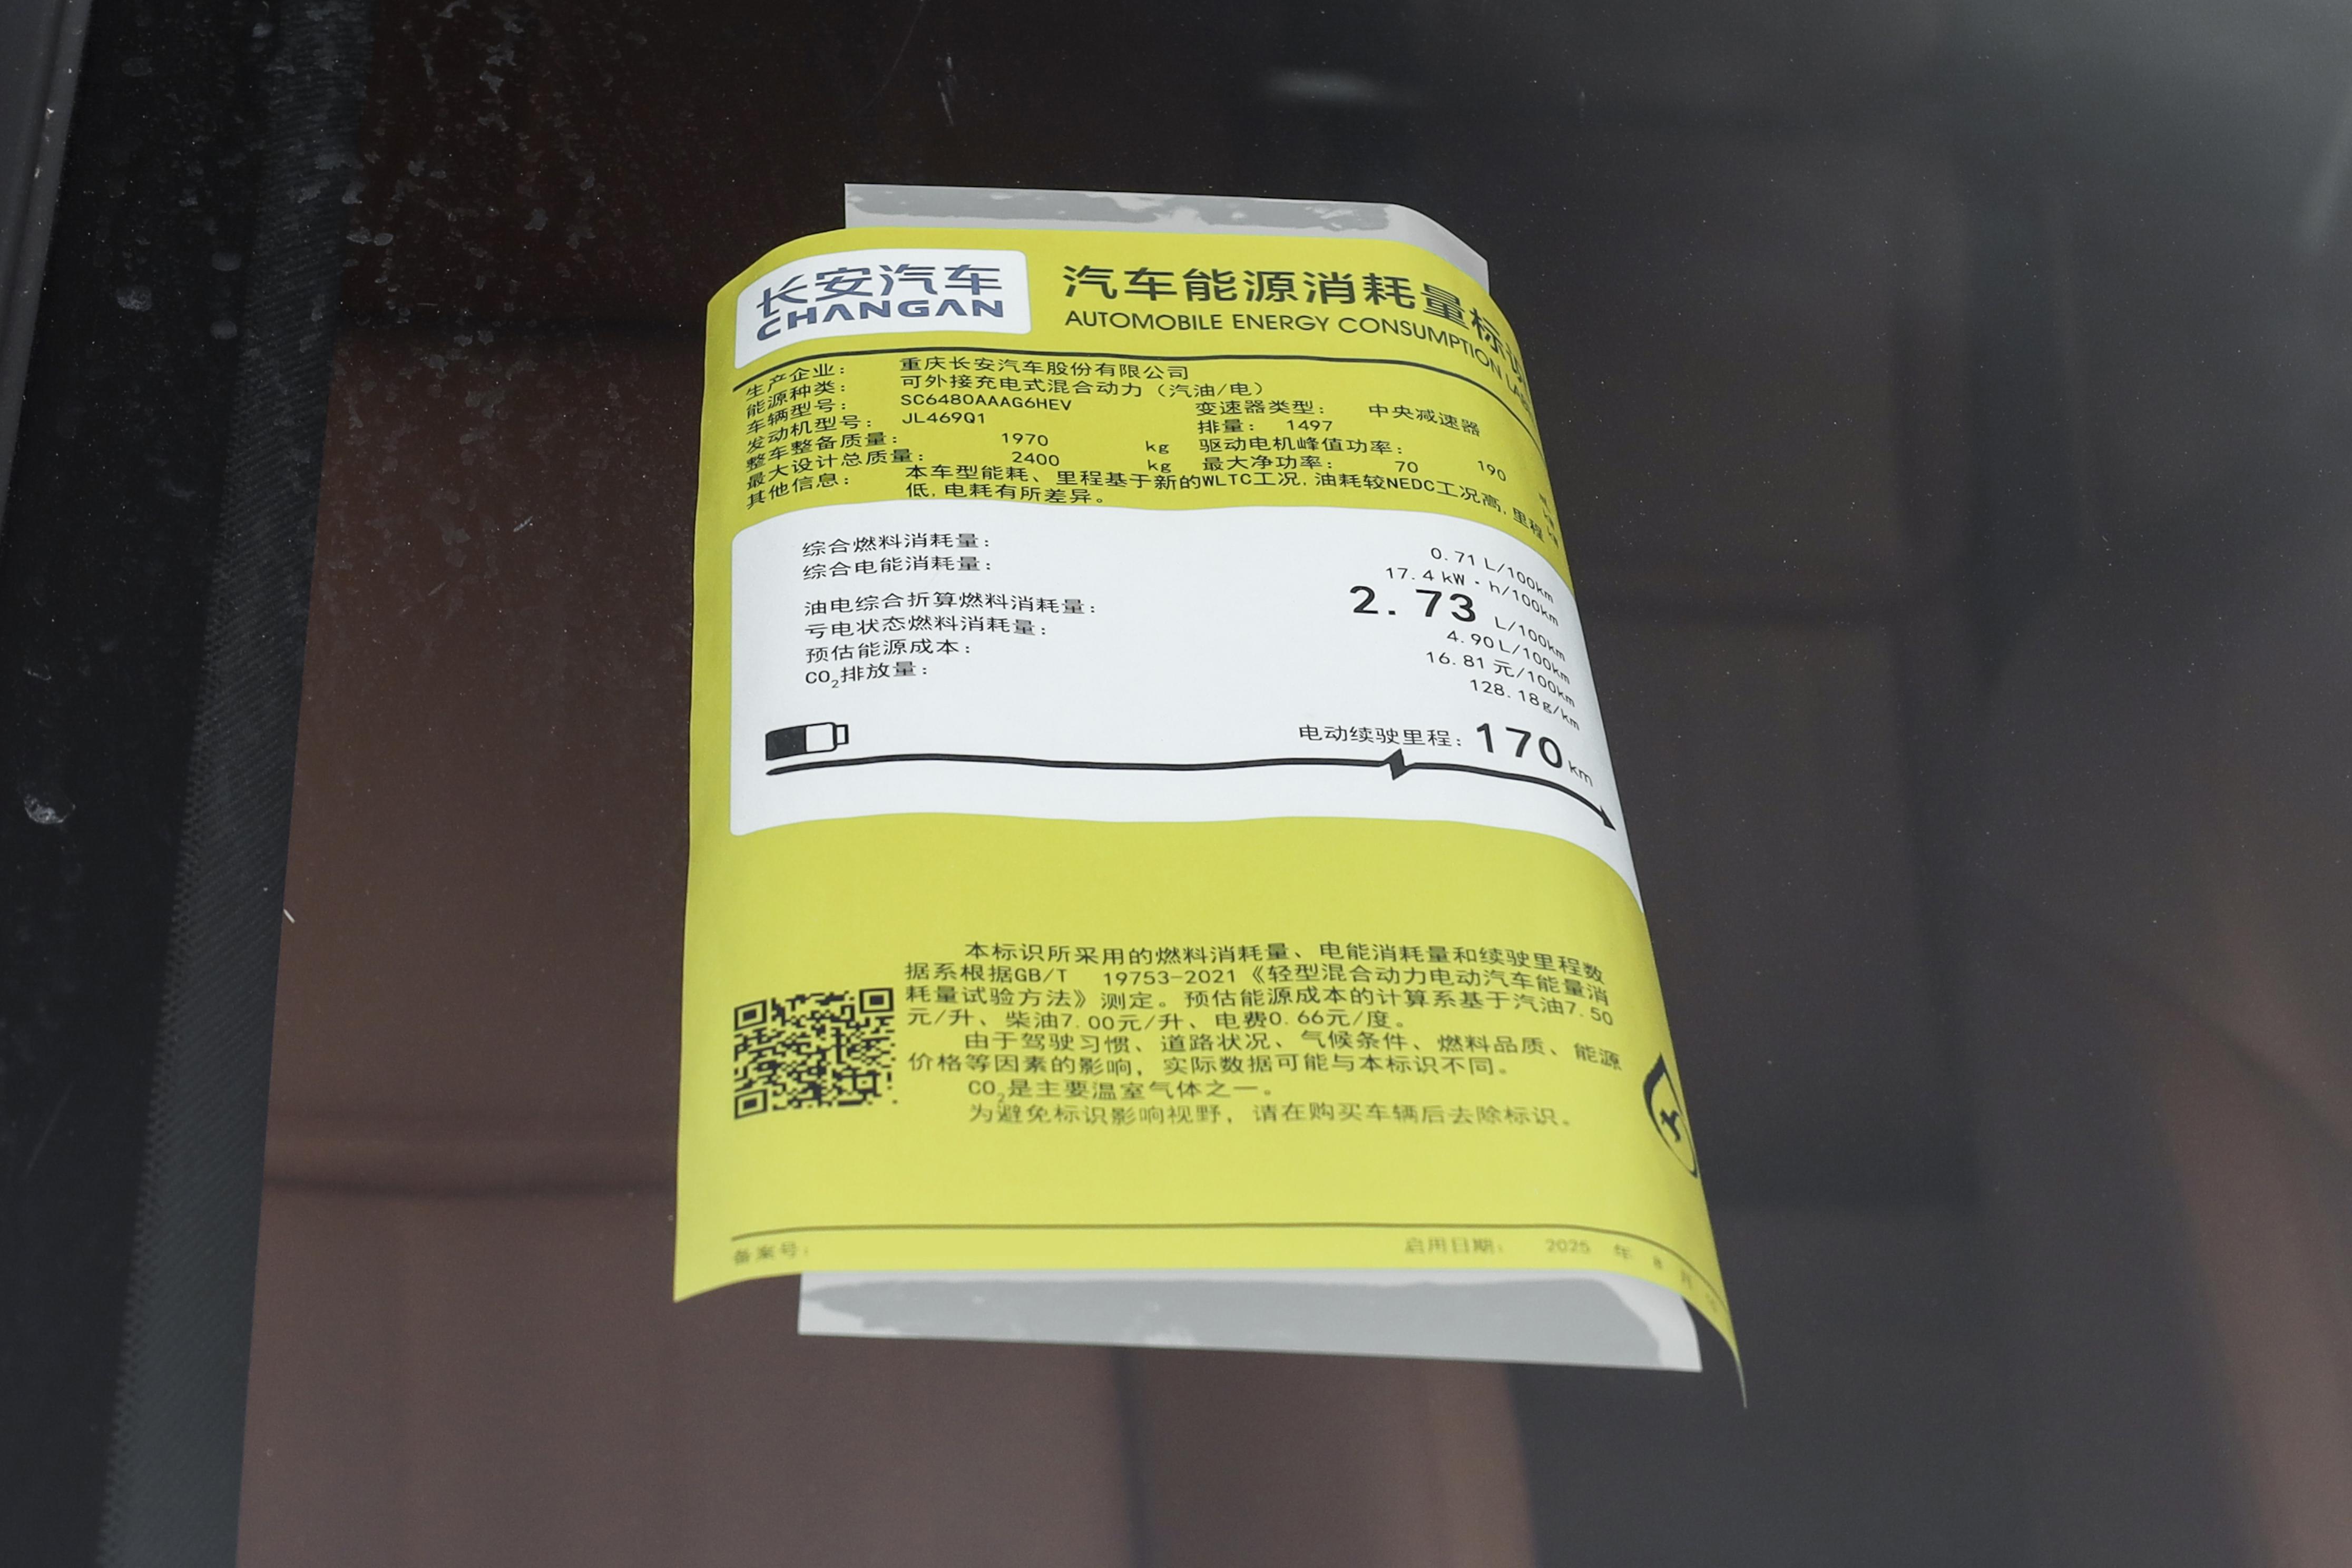 长安汽车
CHANGAN
汽车能源消耗量标识
AUTOMOBILE ENERGY CONSUMPTION LABEL
生产企业： 重庆长安汽车股份有限公司
能源种类： 可外接充电式混合动力（汽油/电）
车辆型号： SC6480AAAG6HEV 变速器类型： 中央减速器
发动机型号： JL469Q1 排量： 1497
整车整备质量： 1970 kg 驱动电机峰值功率： 190
最大设计总质量： 2400 kg 最大净功率： 70
其他信息： 本车型能耗、里程基于新的WLTC工况,油耗较NEDC工况高,里程
低,电耗有所差异。
综合燃料消耗量： 0.71 L/100km
综合电能消耗量： 17.4 kW·h/100km
油电综合折算燃料消耗量： 2.73 L/100km
亏电状态燃料消耗量： 4.90 L/100km
预估能源成本： 16.81 元/100km
CO₂排放量： 128.18 g/km
电动续驶里程： 170 km
本标识所采用的燃料消耗量、电能消耗量和续驶里程数
据系根据GB/T 19753-2021《轻型混合动力电动汽车能量消
耗量试验方法》测定。预估能源成本的计算系基于汽油7.50
元/升、柴油7.00元/升、电费0.66元/度。
由于驾驶习惯、道路状况、气候条件、燃料品质、能源
价格等因素的影响，实际数据可能与本标识不同。
CO₂是主要温室气体之一。
为避免标识影响视野，请在购买车辆后去除标识。
备案号： 启用日期： 2025 年 8 月